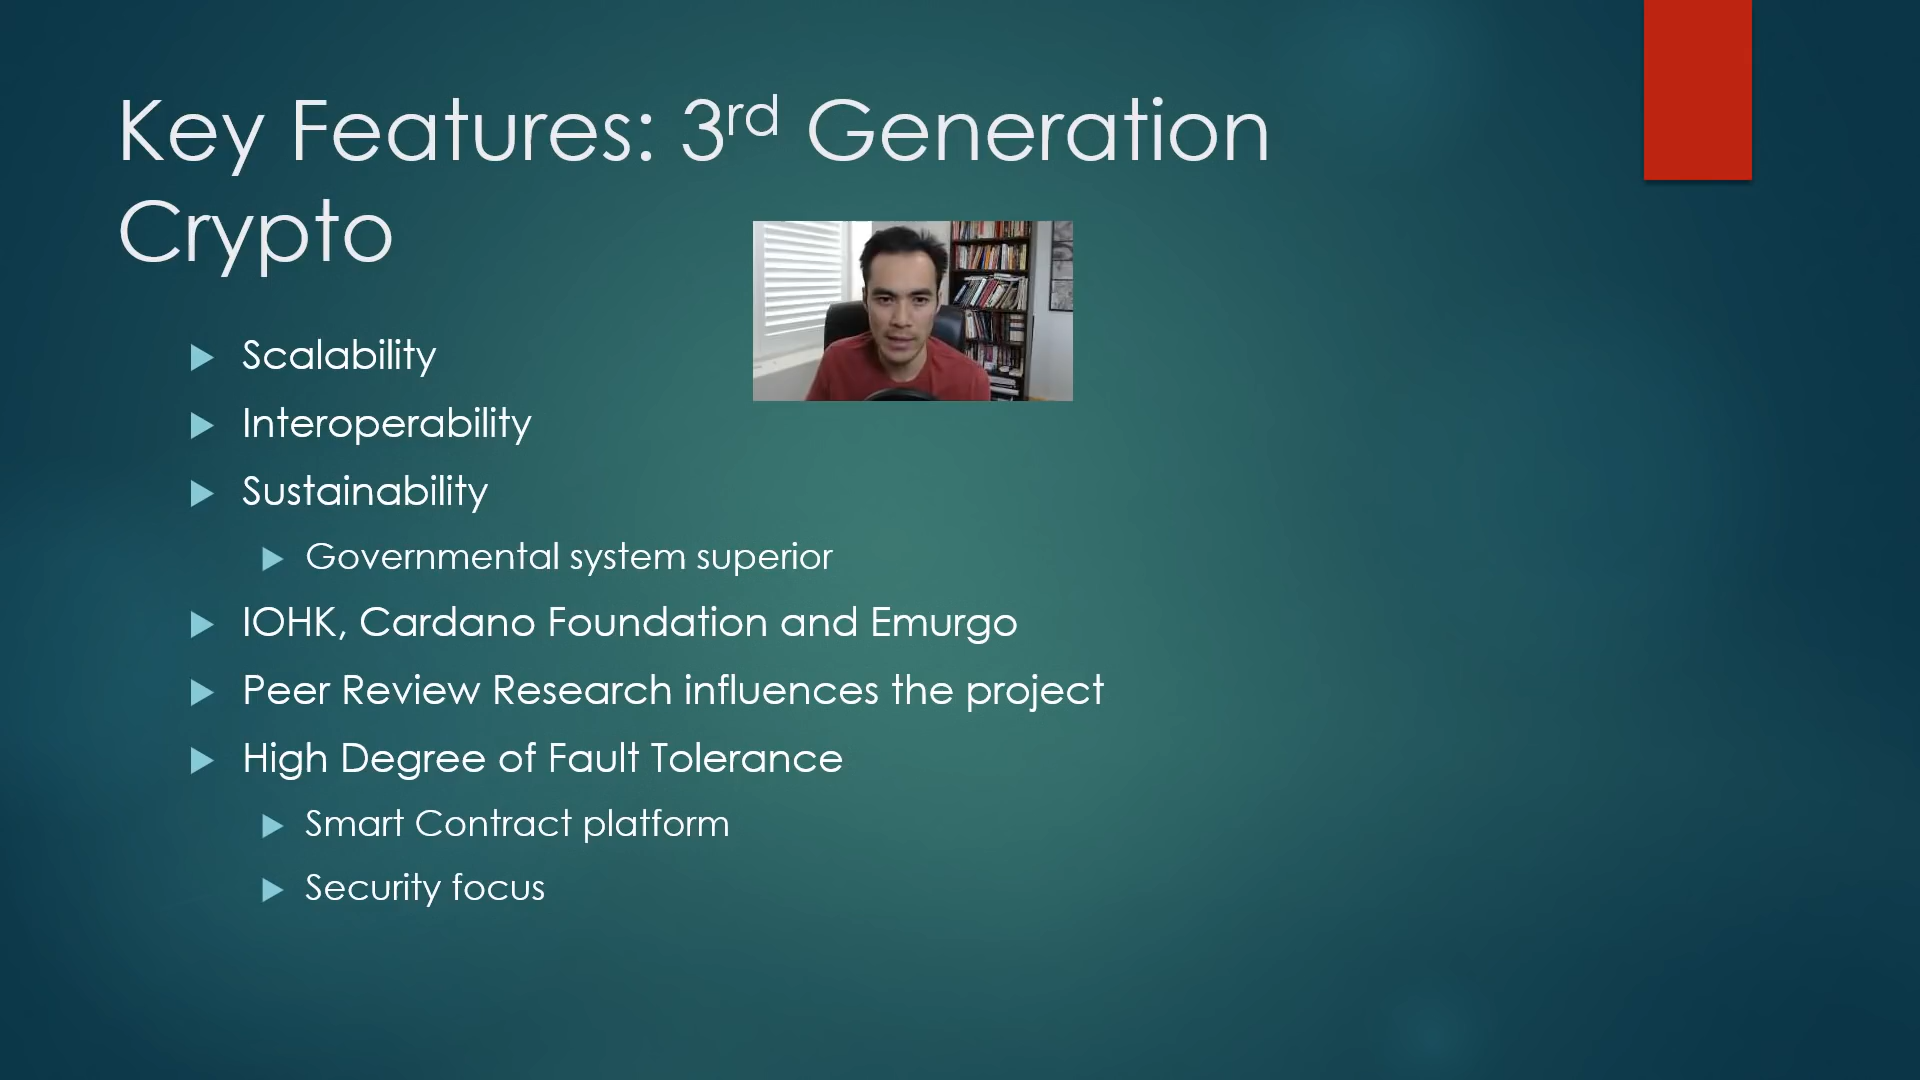 Key Features: 3rd Generation
Crypto
Scalability
Interoperability
Sustainability
Governmental system superior
IOHK, Cardano Foundation and Emurgo
Peer Review Research influences the project
High Degree of Fault Tolerance
Smart Contract platform
Security focus